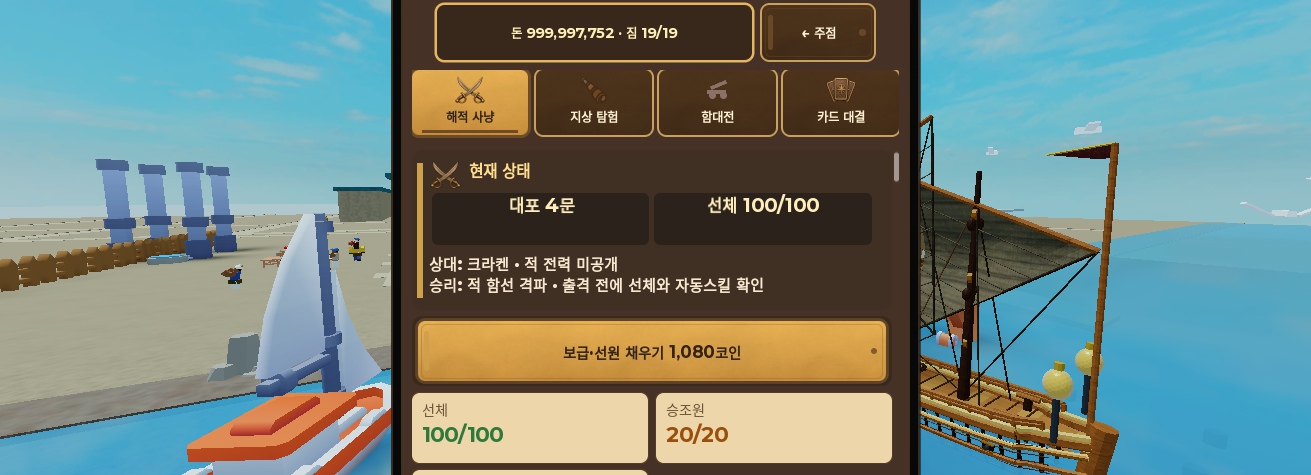 돈 999,997,752 · 짐 19/19
← 주점
해적 사냥
지상 탐험
함대전
카드 대결
현재 상태
대포 4문
선체 100/100
상대: 크라켄 • 적 전력 미공개
승리: 적 함선 격파 • 출격 전에 선체와 자동스킬 확인
보급·선원 채우기 1,080코인
선체
승조원
100/100
20/20